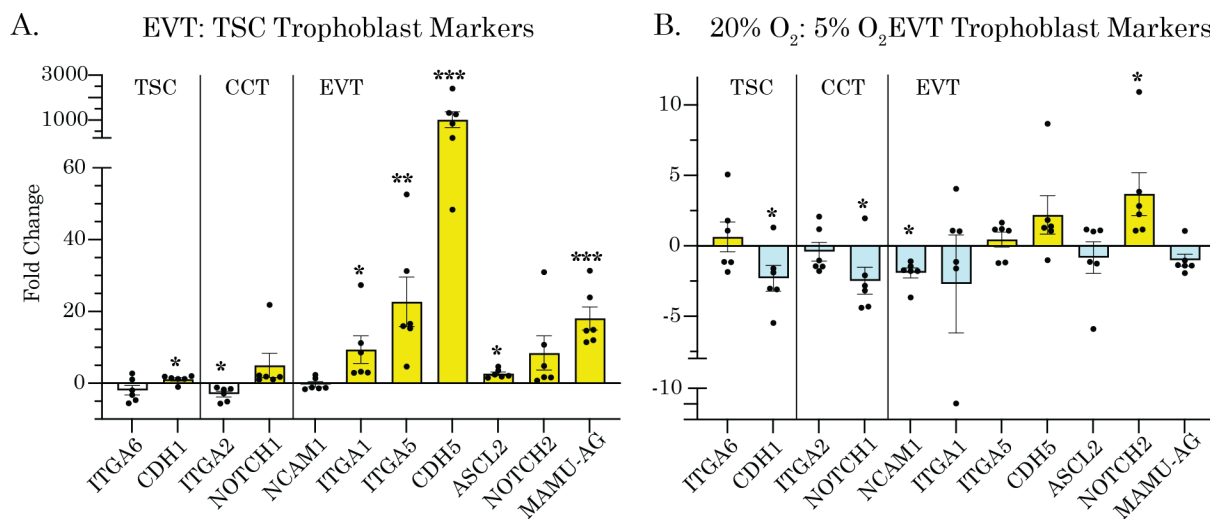 A.
EVT: TSC Trophoblast Markers
TSC
CCT
EVT
3000
1000
60
40
20
0
Fold Change
*
*
*
**
***
*
***
ITGA6
CDH1
ITGA2
NOTCH1
NCAM1
ITGA1
ITGA5
CDH5
ASCL2
NOTCH2
MAMU-AG
B.
20% O₂: 5% O₂EVT Trophoblast Markers
TSC
CCT
EVT
10
5
0
-5
-10
*
*
*
*
ITGA6
CDH1
ITGA2
NOTCH1
NCAM1
ITGA1
ITGA5
CDH5
ASCL2
NOTCH2
MAMU-AG